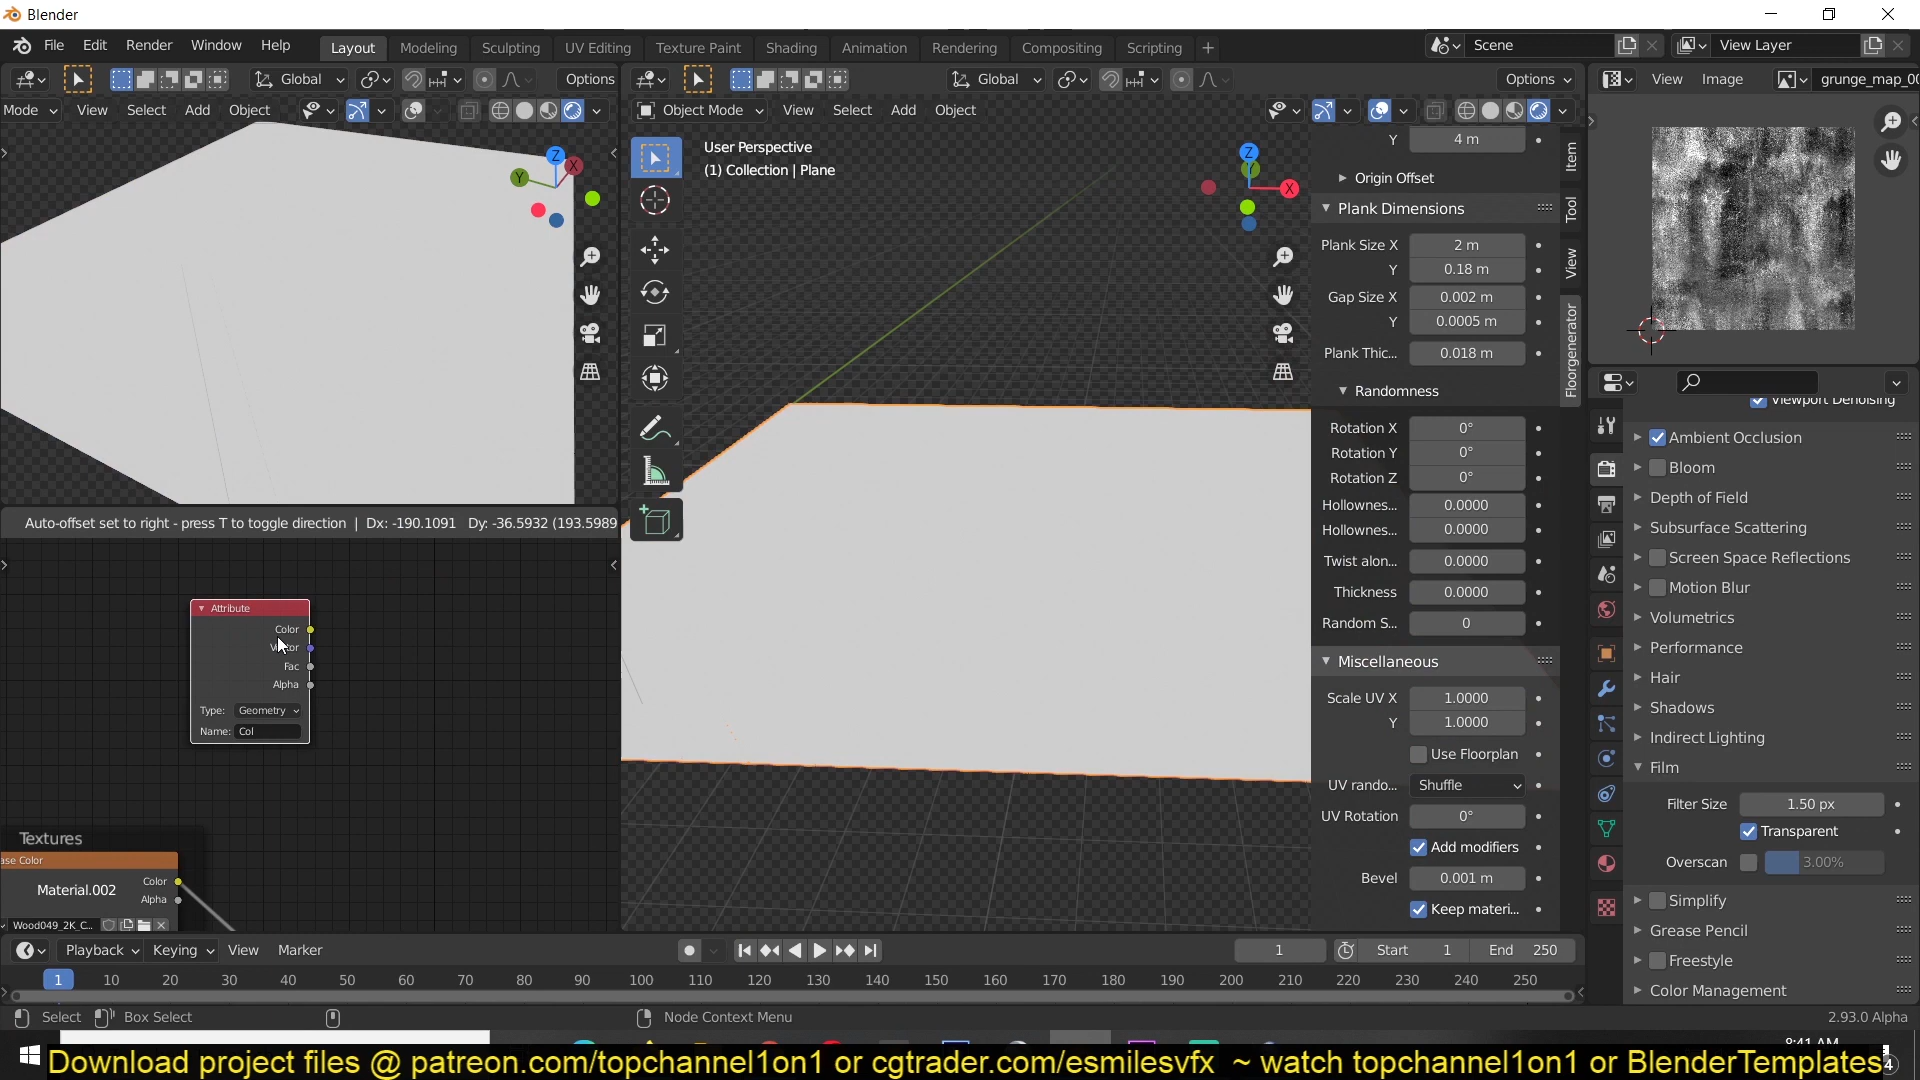 Blender
File Edit Render Window Help Layout Modeling Sculpting UV Editing Texture Paint Shading Animation Rendering Compositing Scripting + Scene View Layer
Global Options Global Options View Image grunge_map_00
Mode View Select Add Object Object Mode View Select Add Object
User Perspective
(1) Collection | Plane
Y 4 m
Origin Offset
Plank Dimensions
Plank Size X 2 m
Y 0.18 m
Gap Size X 0.002 m
Y 0.0005 m
Plank Thic... 0.018 m
Randomness
Rotation X 0°
Rotation Y 0°
Rotation Z 0°
Hollownes... 0.0000
Hollownes... 0.0000
Twist alon... 0.0000
Thickness 0.0000
Random S... 0
Miscellaneous
Scale UV X 1.0000
Y 1.0000
Use Floorplan
UV rando... Shuffle
UV Rotation 0°
Add modifiers
Bevel 0.001 m
Keep materi...
Item
Tool
View
Floorgenerator
Z X Y
Z X
Auto-offset set to right - press T to toggle direction | Dx: -190.1091 Dy: -36.5932 (193.5989
Attribute
Color
Vector
Fac
Alpha
Type: Geometry
Name: Col
Textures
ase Color
Color
Material.002
Alpha
Wood049_2K_C...
Viewport Denoising
Ambient Occlusion
Bloom
Depth of Field
Subsurface Scattering
Screen Space Reflections
Motion Blur
Volumetrics
Performance
Hair
Shadows
Indirect Lighting
Film
Filter Size 1.50 px
Transparent
Overscan 3.00%
Simplify
Grease Pencil
Freestyle
Color Management
Playback Keying View Marker 1 Start 1 End 250
1 10 20 30 40 50 60 70 80 90 100 110 120 130 140 150 160 170 180 190 200 210 220 230 240 250
Select Box Select Node Context Menu 2.93.0 Alpha
8:41 AM
Download project files @ patreon.com/topchannel1on1 or cgtrader.com/esmilesvfx ~ watch topchannel1on1 or BlenderTemplates
4